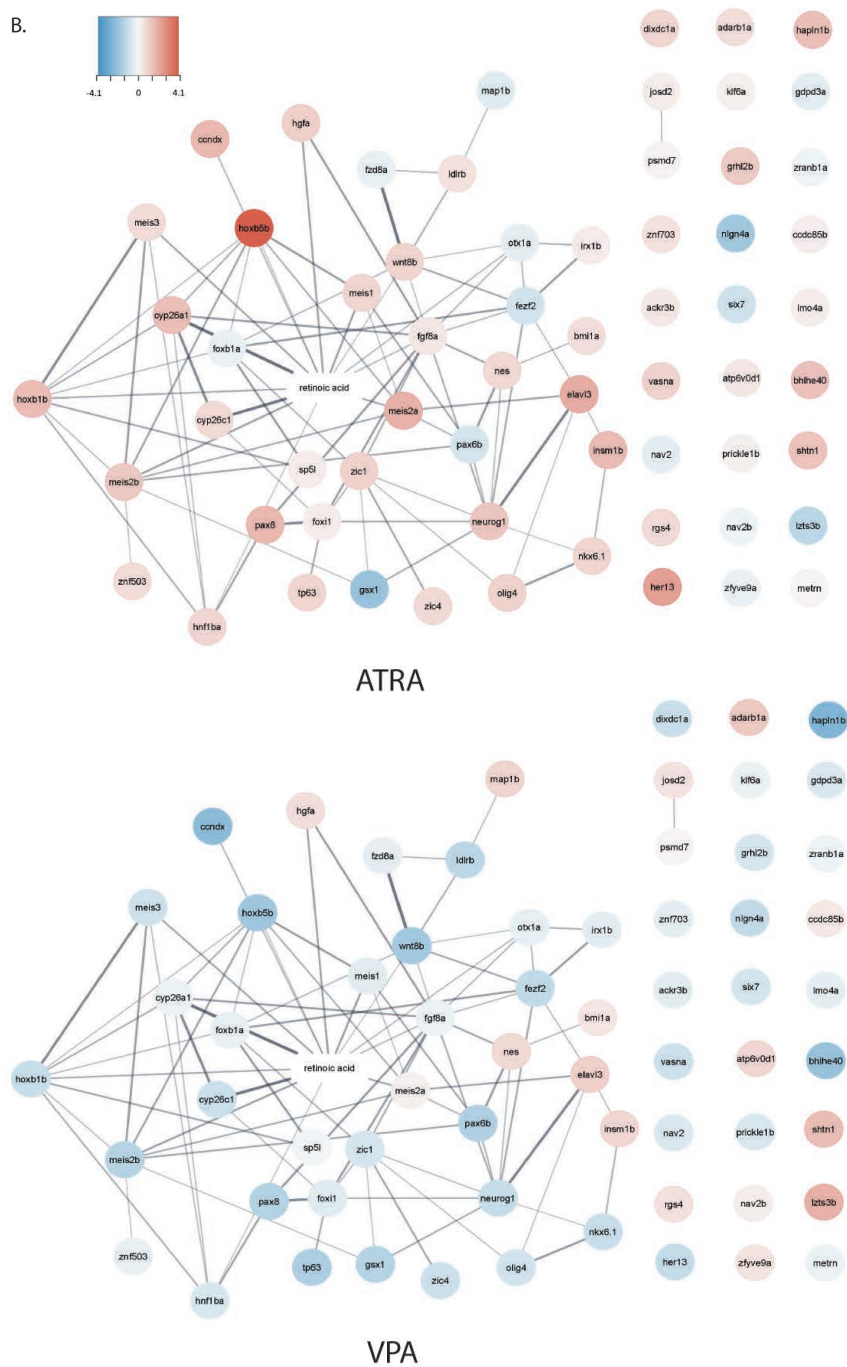 B.
-4.1 0 4.1
dixdc1a adarb1a hapln1b
josd2 klf6a gdpd3a
map1b
hgfa
ccndx
fzd8a ldlrb
psmd7 grhl2b zranb1a
meis3 hoxb5b
znf703 nlgn4a ccdc85b
otx1a irx1b
wnt8b
meis1
cyp26a1 fezf2
ackr3b six7 lmo4a
foxb1a fgf8a bmi1a
nes
retinoic acid
vasna atp6v0d1 bhlhe40
hoxb1b elavl3
cyp26c1 meis2a
pax6b insm1b
nav2 prickle1b shtn1
sp5l zic1
meis2b
pax8 foxi1 neurog1
rgs4 nav2b lzts3b
nkx6.1
znf503
tp63 gsx1 olig4
her13 zfyve9a metrn
zic4
hnf1ba
ATRA
dixdc1a adarb1a hapln1b
map1b
josd2 klf6a gdpd3a
hgfa
ccndx
fzd8a ldlrb
psmd7 grhl2b zranb1a
meis3 hoxb5b
znf703 nlgn4a ccdc85b
otx1a irx1b
wnt8b
meis1
fezf2
ackr3b six7 lmo4a
cyp26a1
foxb1a fgf8a bmi1a
nes
retinoic acid
vasna atp6v0d1 bhlhe40
hoxb1b elavl3
cyp26c1 meis2a
pax6b insm1b
nav2 prickle1b shtn1
sp5l zic1
meis2b
pax8 foxi1 neurog1
rgs4 nav2b lzts3b
nkx6.1
znf503
tp63 gsx1 olig4
her13 zfyve9a metrn
zic4
hnf1ba
VPA